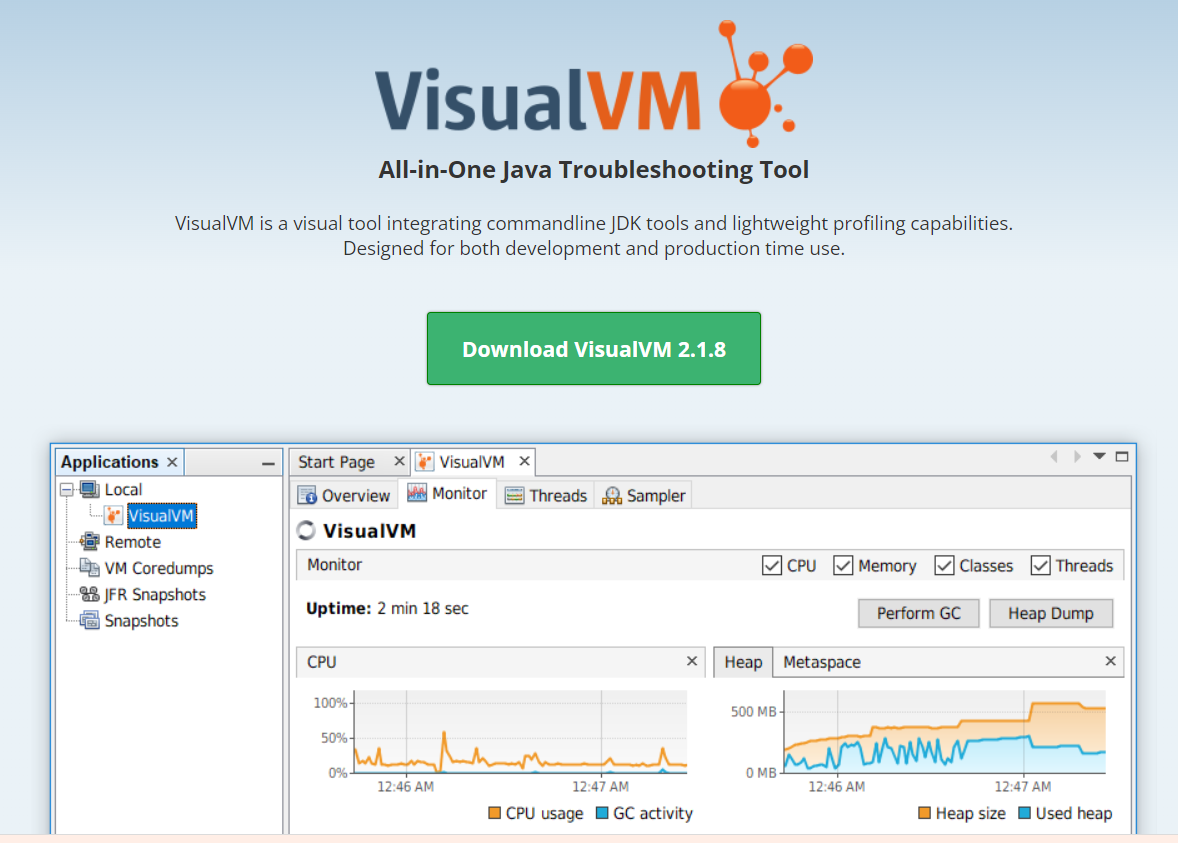 VisualVM
All-in-One Java Troubleshooting Tool
VisualVM is a visual tool integrating commandline JDK tools and lightweight profiling capabilities.
Designed for both development and production time use.
Download VisualVM 2.1.8
Applications
Local
VisualVM
Remote
VM Coredumps
JFR Snapshots
Snapshots
Start Page VisualVM
Overview Monitor Threads Sampler
VisualVM
Monitor CPU Memory Classes Threads
Uptime: 2 min 18 sec Perform GC Heap Dump
CPU
100%
50%
0%
12:46 AM 12:47 AM
CPU usage GC activity
Heap Metaspace
500 MB
0 MB
12:46 AM 12:47 AM
Heap size Used heap